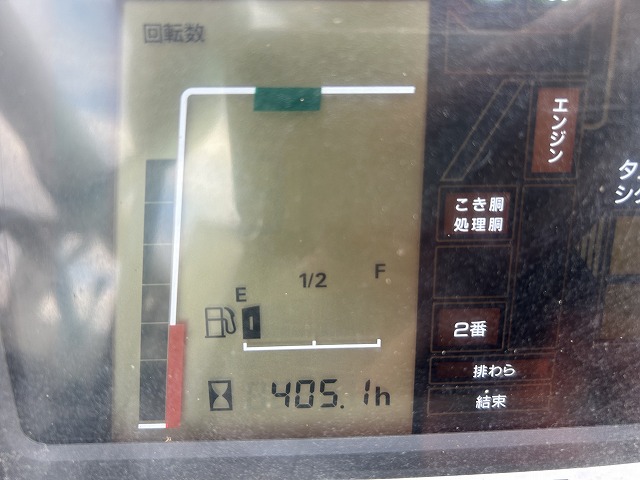 回転数
エンジン
こき胴
処理胴
1/2
F
E
2番
405.1h
排わら
結束